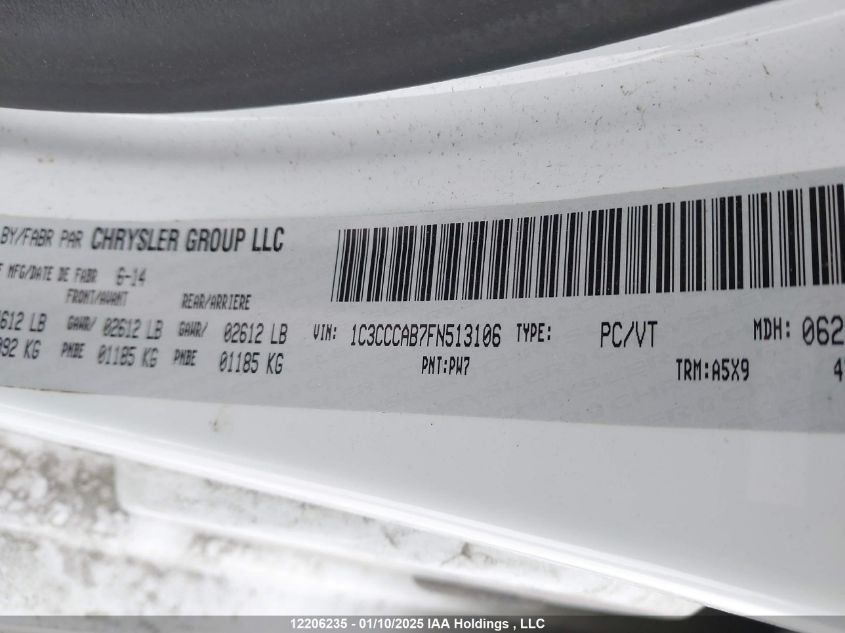 BY/FABR PAR CHRYSLER GROUP LLC
MFG/DATE DE FABR 6-14
FRONT/AVANT REAR/ARRIERE
612 LB GAWR/ 02612 LB GAWR/ 02612 LB VIN: 1C3CCCAB7FN513106 TYPE: PC/VT MDH: 062
92 KG PNBE 01185 KG PNBE 01185 KG PNT:PW7 TRM:A5X9 4
12206235 - 01/10/2025 IAA Holdings , LLC